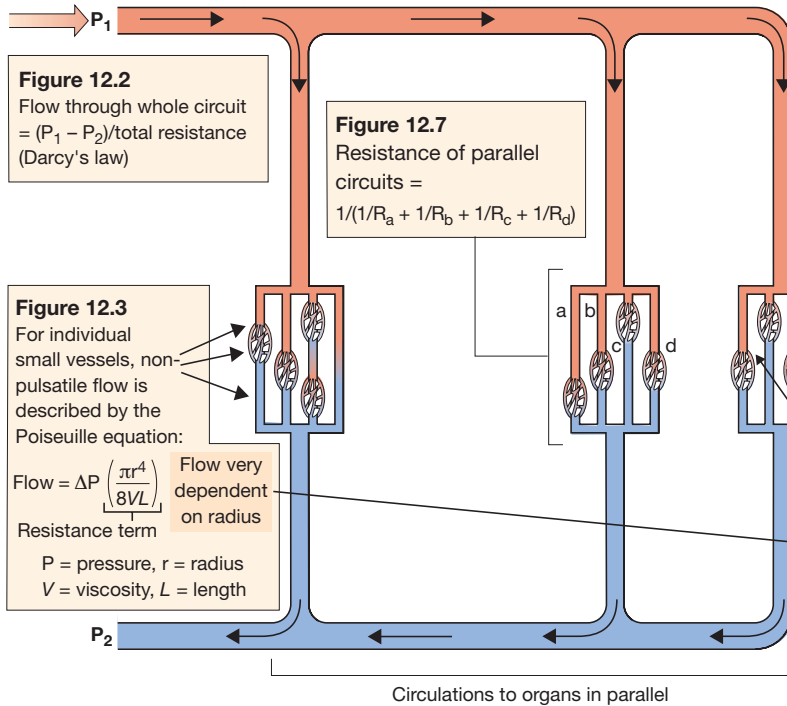 P₁
Figure 12.2
Flow through whole circuit
= (P₁ – P₂)/total resistance
(Darcy's law)
Figure 12.7
Resistance of parallel
circuits =
1/(1/Rₐ + 1/R_b + 1/R_c + 1/R_d)
a
b
c
d
Figure 12.3
For individual
small vessels, non-
pulsatile flow is
described by the
Poiseuille equation:
Flow = ΔP (πr⁴/8VL)
Resistance term
Flow very
dependent
on radius
P = pressure, r = radius
V = viscosity, L = length
P₂
Circulations to organs in parallel